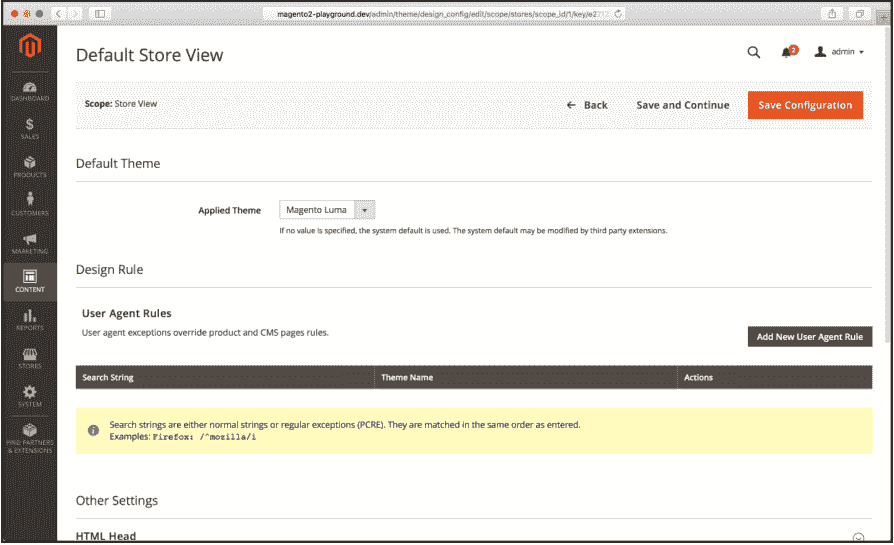 magento2-playground.dev/admin/theme/design_config/edit/scope/stores/scope_id/1/key/e2712
Default Store View
2
admin
DASHBOARD
SALES
PRODUCTS
CUSTOMERS
MARKETING
CONTENT
REPORTS
STORES
SYSTEM
FIND PARTNERS
& EXTENSIONS
Scope: Store View
Back
Save and Continue
Save Configuration
Default Theme
Applied Theme
Magento Luma
If no value is specified, the system default is used. The system default may be modified by third party extensions.
Design Rule
User Agent Rules
User agent exceptions override product and CMS pages rules.
Add New User Agent Rule
Search String
Theme Name
Actions
Search strings are either normal strings or regular exceptions (PCRE). They are matched in the same order as entered.
Examples: Firefox: /^mozilla/i
Other Settings
HTML Head